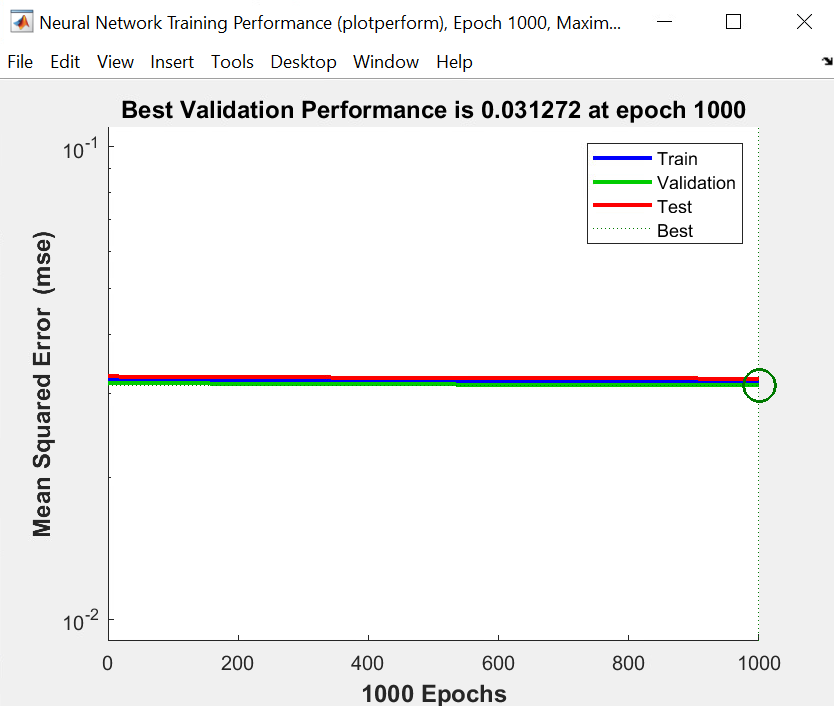 Neural Network Training Performance (plotperform), Epoch 1000, Maxim...
File Edit View Insert Tools Desktop Window Help
Best Validation Performance is 0.031272 at epoch 1000
10^-1
Train
Validation
Test
Best
Mean Squared Error (mse)
10^-2
0 200 400 600 800 1000
1000 Epochs